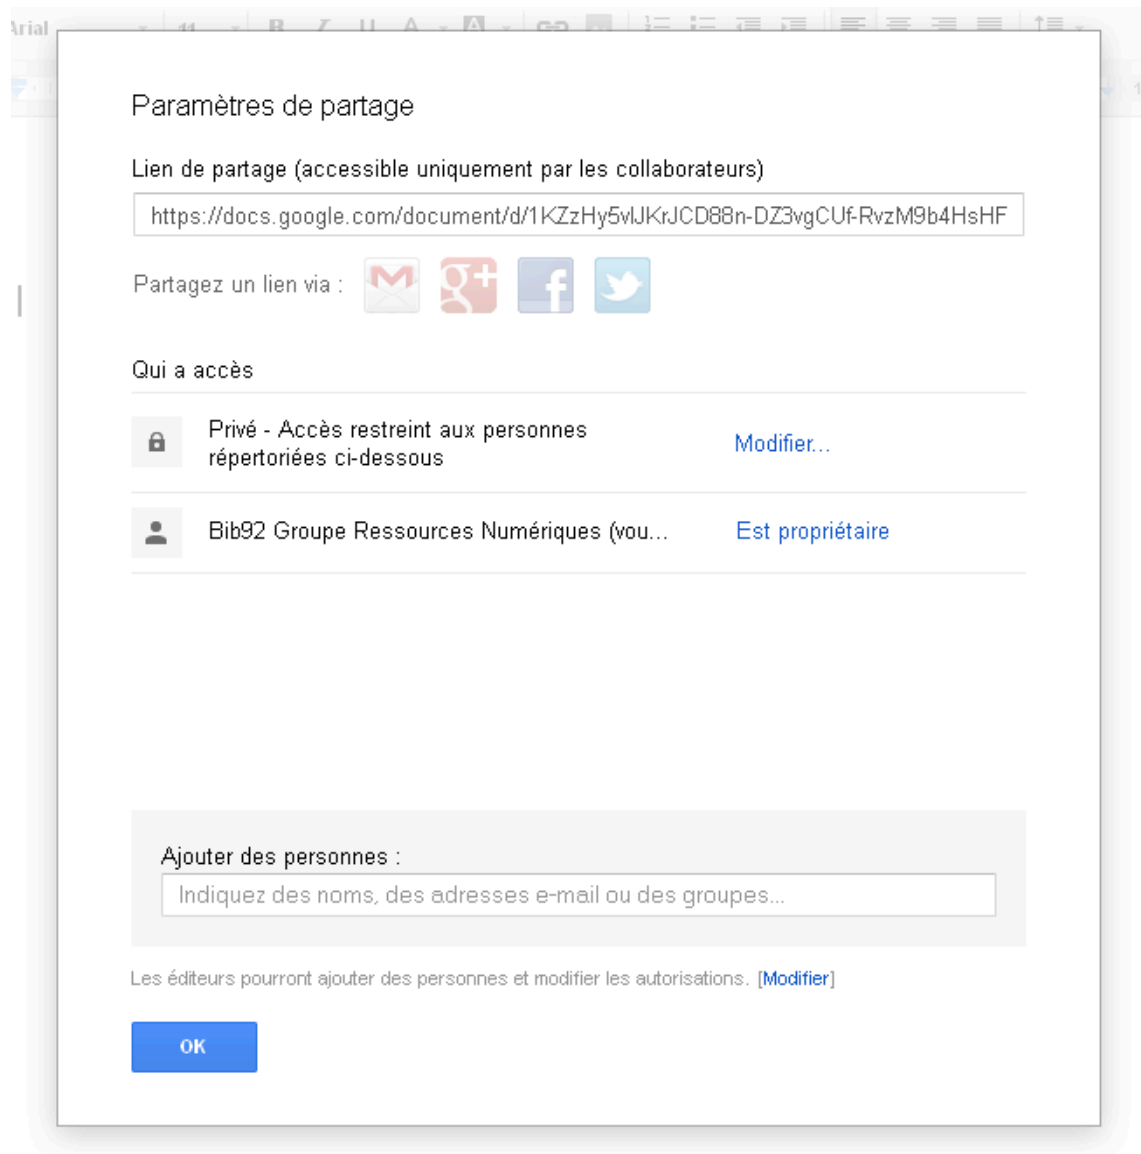 Arial 11 B I U A A
Paramètres de partage
Lien de partage (accessible uniquement par les collaborateurs)
https://docs.google.com/document/d/1KZzHy5vlJKrJCD88n-DZ3vgCUf-RvzM9b4HsHF
Partagez un lien via :
Qui a accès
Privé - Accès restreint aux personnes
répertoriées ci-dessous
Modifier...
Bib92 Groupe Ressources Numériques (vou... Est propriétaire
Ajouter des personnes :
Indiquez des noms, des adresses e-mail ou des groupes...
Les éditeurs pourront ajouter des personnes et modifier les autorisations. [Modifier]
OK